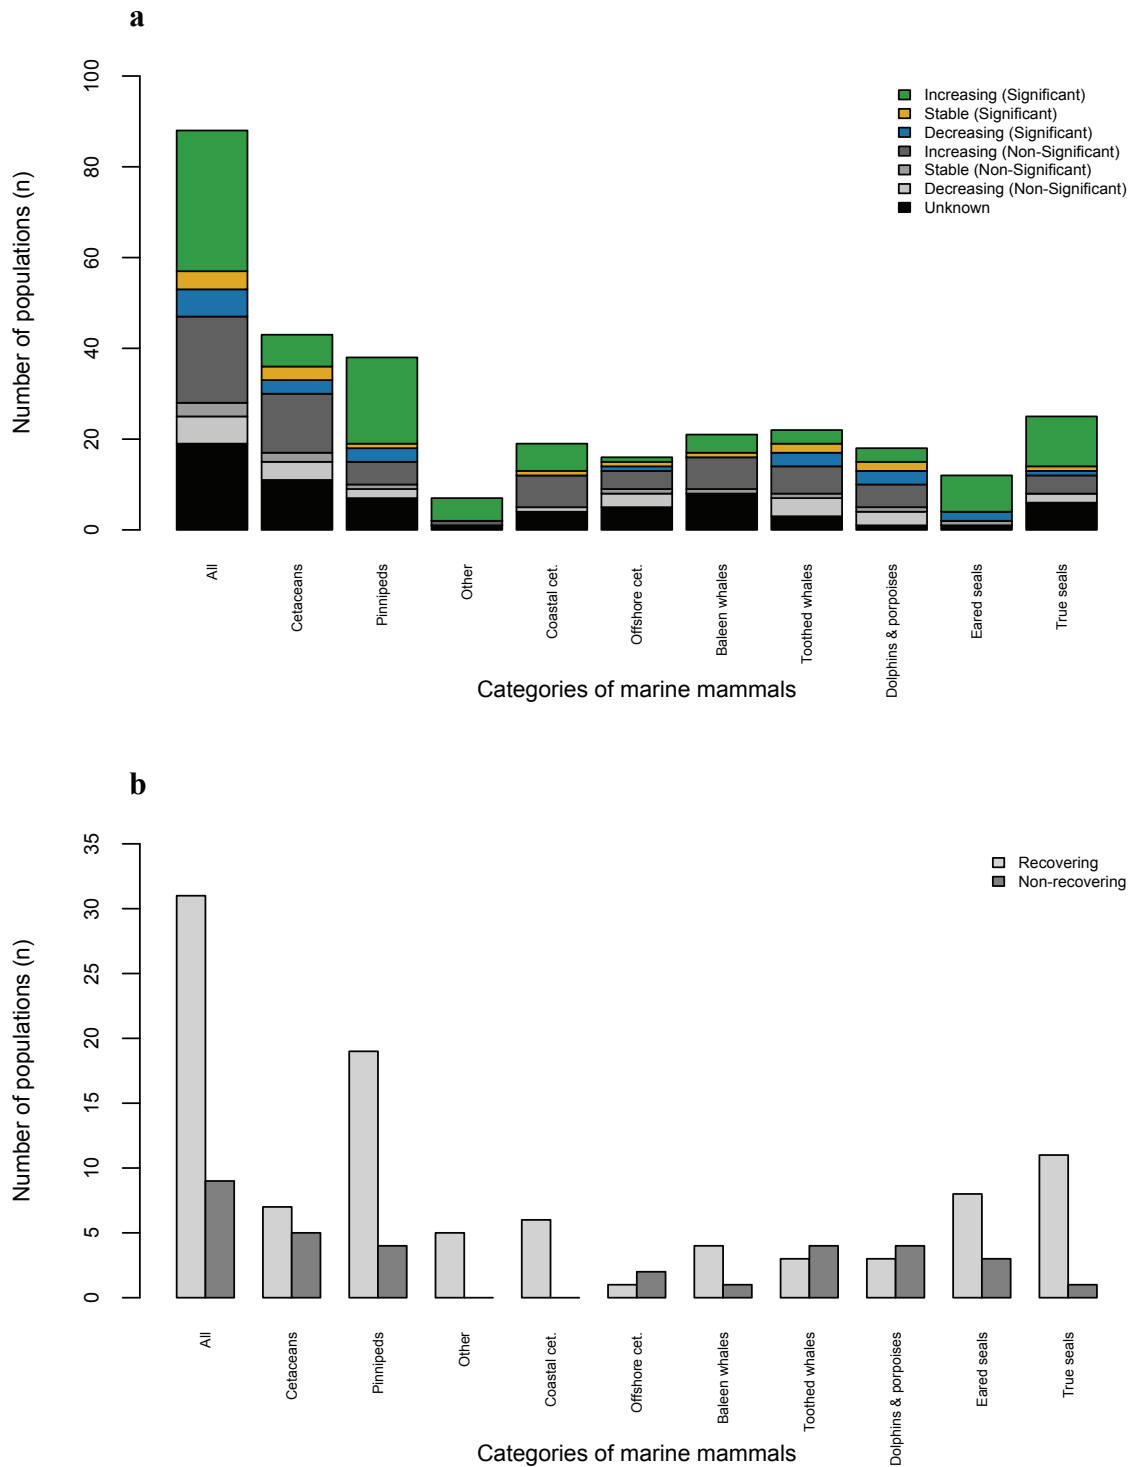 a
Number of populations (n)
100
80
60
40
20
0
Increasing (Significant)
Stable (Significant)
Decreasing (Significant)
Increasing (Non-Significant)
Stable (Non-Significant)
Decreasing (Non-Significant)
Unknown
All
Cetaceans
Pinnipeds
Other
Coastal cet.
Offshore cet.
Baleen whales
Toothed whales
Dolphins & porpoises
Eared seals
True seals
Categories of marine mammals
b
Number of populations (n)
35
30
25
20
15
10
5
0
Recovering
Non-recovering
All
Cetaceans
Pinnipeds
Other
Coastal cet.
Offshore cet.
Baleen whales
Toothed whales
Dolphins & porpoises
Eared seals
True seals
Categories of marine mammals